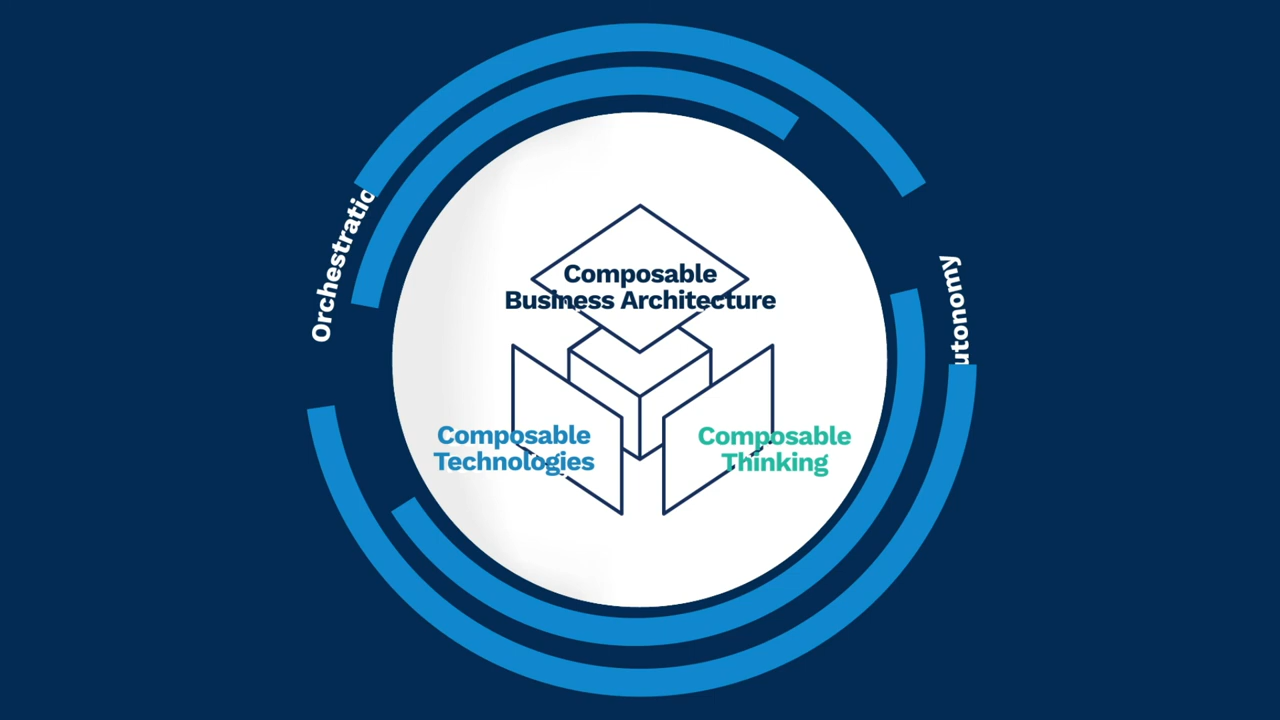 Orchestratio
utonomy
Composable
Business Architecture
Composable
Technologies
Composable
Thinking